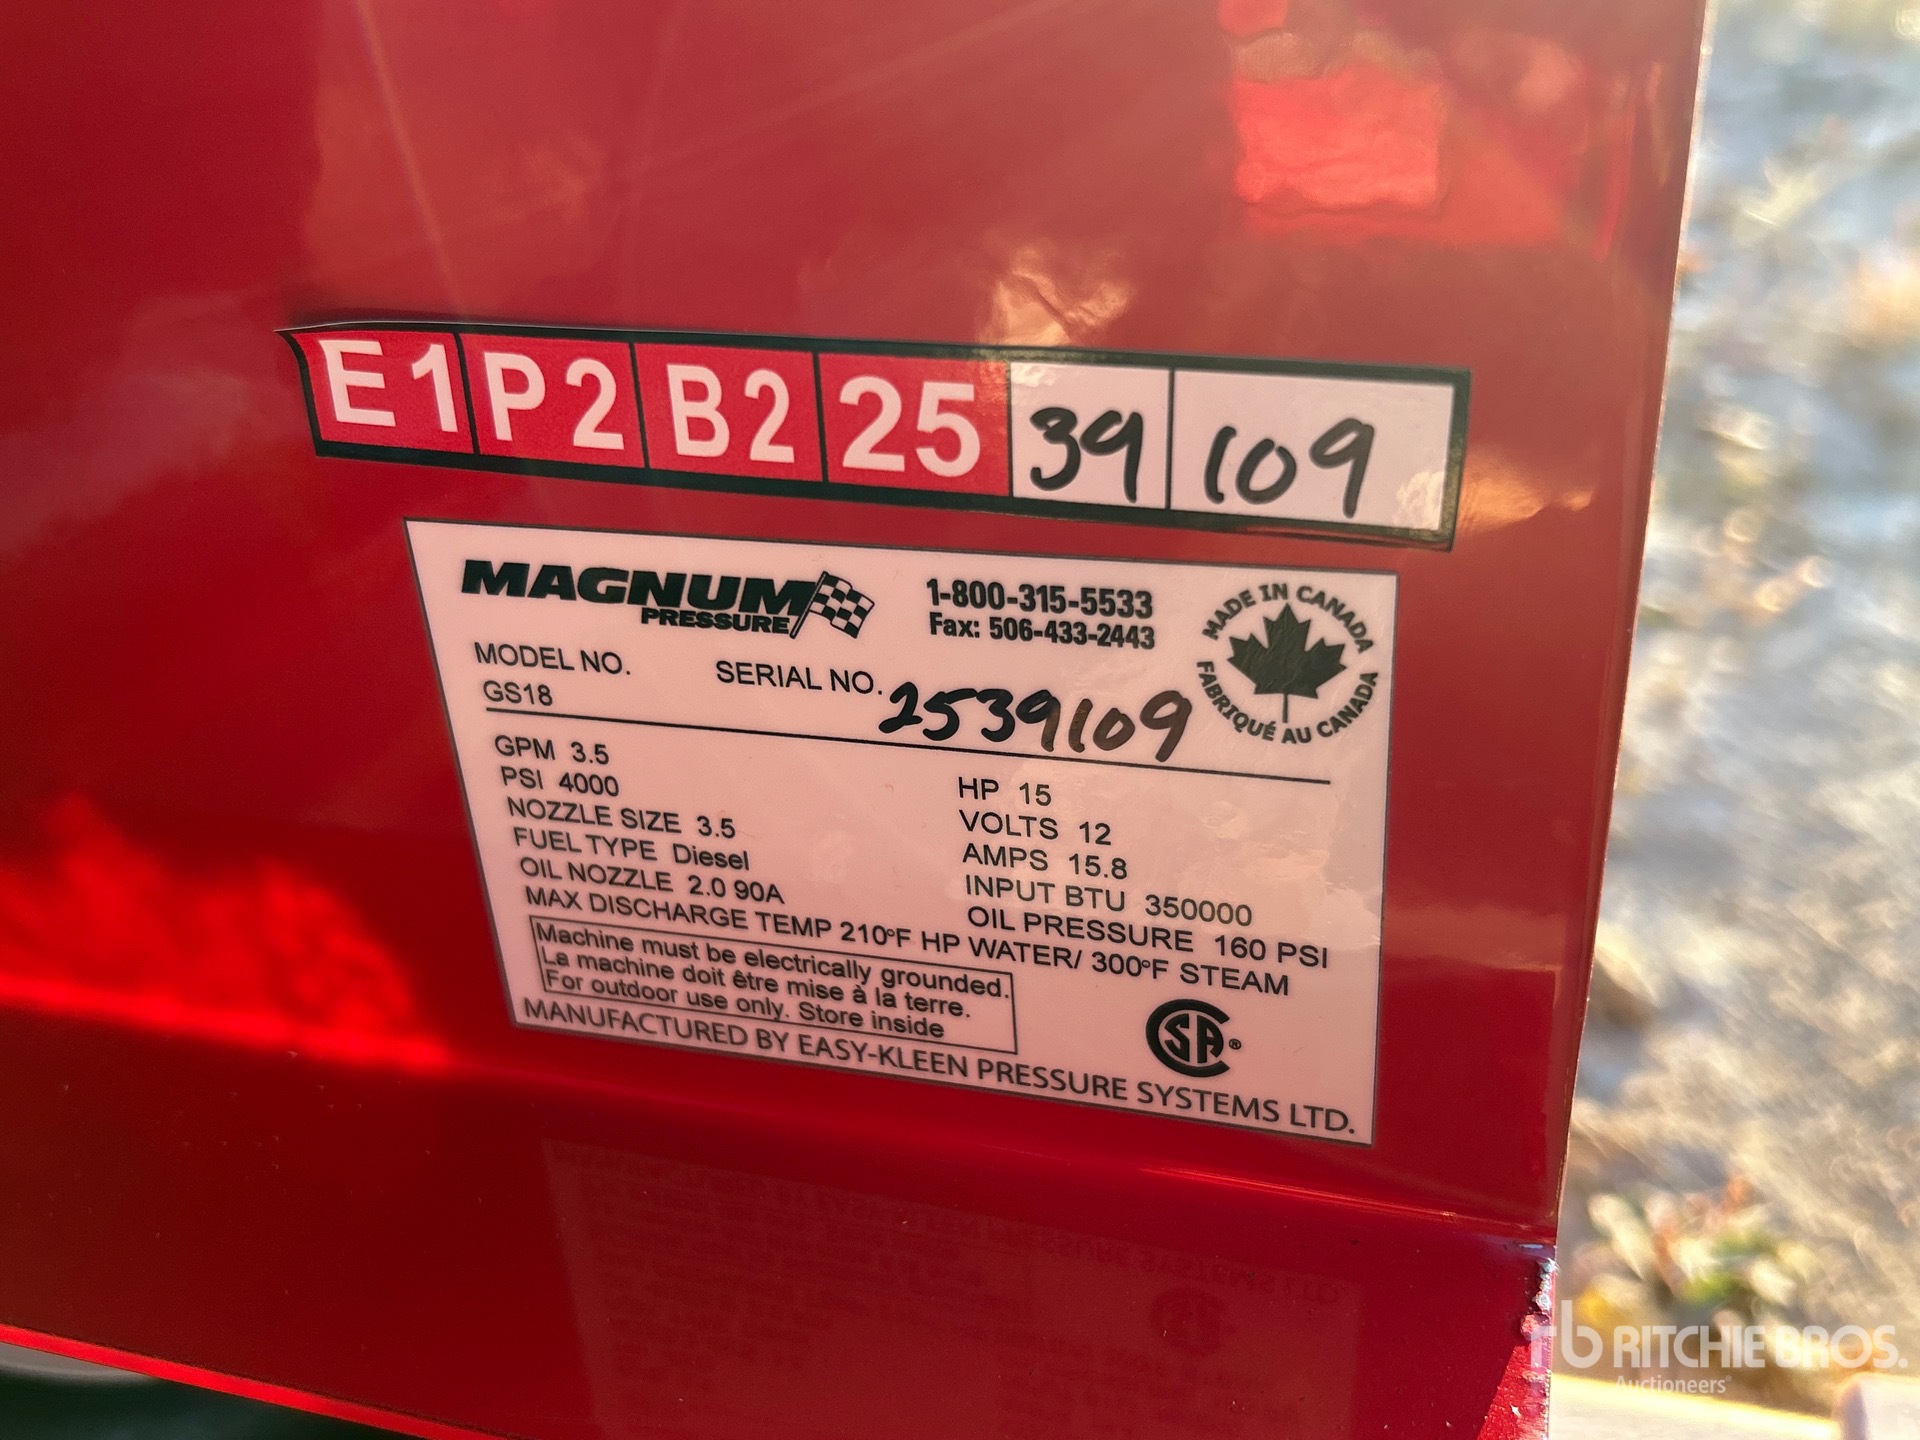 E1 P2 B2 25 39 109
MAGNUM
PRESSURE
1-800-315-5533
Fax: 506-433-2443
MADE IN CANADA
FABRIQUÉ AU CANADA
MODEL NO.
GS18
SERIAL NO. 2539109
GPM 3.5
PSI 4000
NOZZLE SIZE 3.5
FUEL TYPE Diesel
OIL NOZZLE 2.0 90A
HP 15
VOLTS 12
AMPS 15.8
INPUT BTU 350000
OIL PRESSURE 160 PSI
MAX DISCHARGE TEMP 210°F HP WATER/ 300°F STEAM
Machine must be electrically grounded.
La machine doit être mise à la terre.
For outdoor use only. Store inside
CSA®
MANUFACTURED BY EASY-KLEEN PRESSURE SYSTEMS LTD.
rb RITCHIE BROS.
Auctioneers